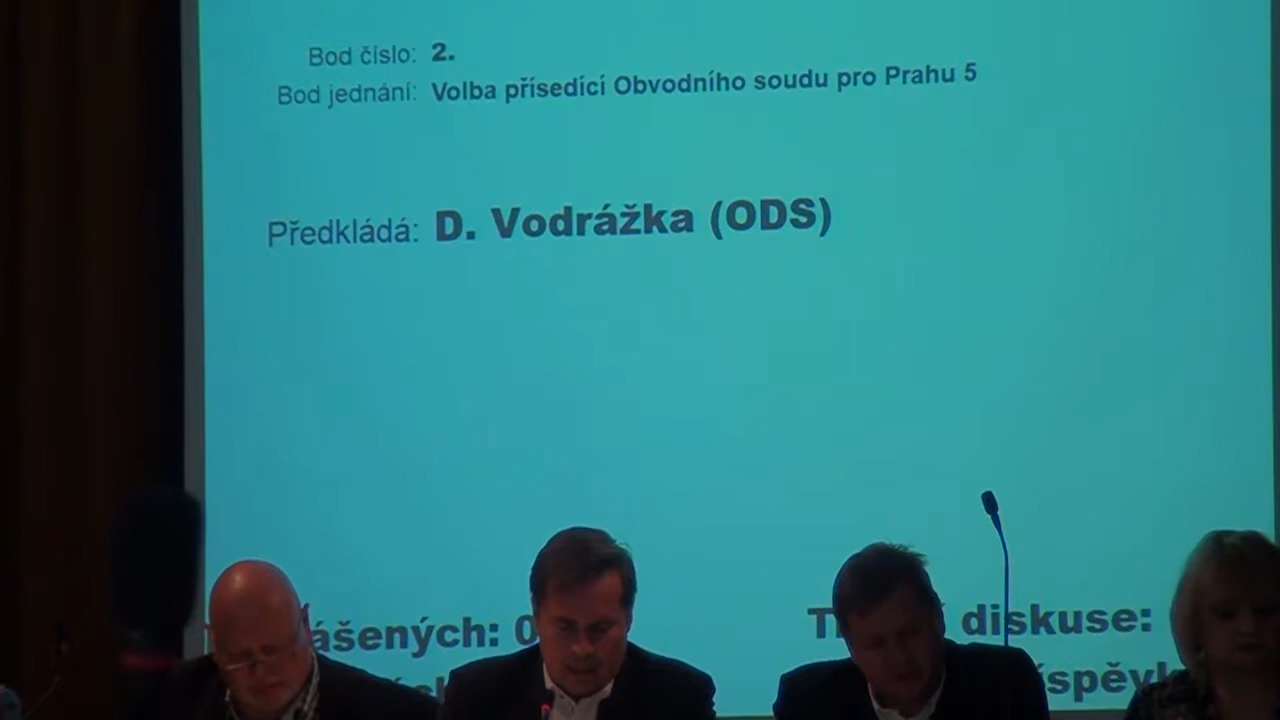 Bod číslo: 2.
Bod jednání: Volba přísedící Obvodního soudu pro Prahu 5
Předkládá: D. Vodrážka (ODS)
diskuse: